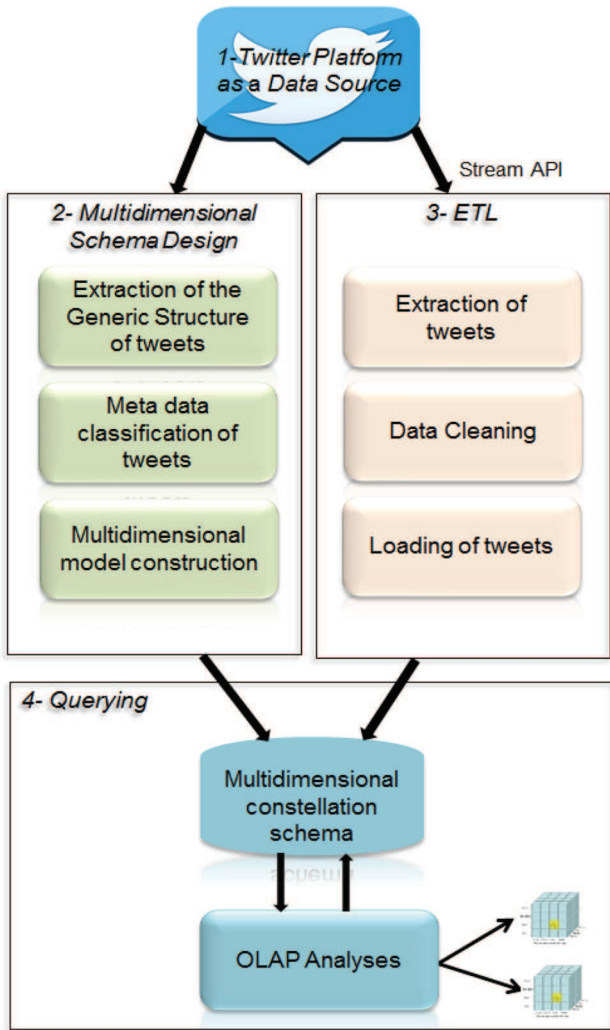 1-Twitter Platform
as a Data Source
Stream API
2- Multidimensional
Schema Design
Extraction of the
Generic Structure
of tweets
Meta data
classification of
tweets
Multidimensional
model construction
3- ETL
Extraction of
tweets
Data Cleaning
Loading of tweets
4- Querying
Multidimensional
constellation
schema
OLAP Analyses